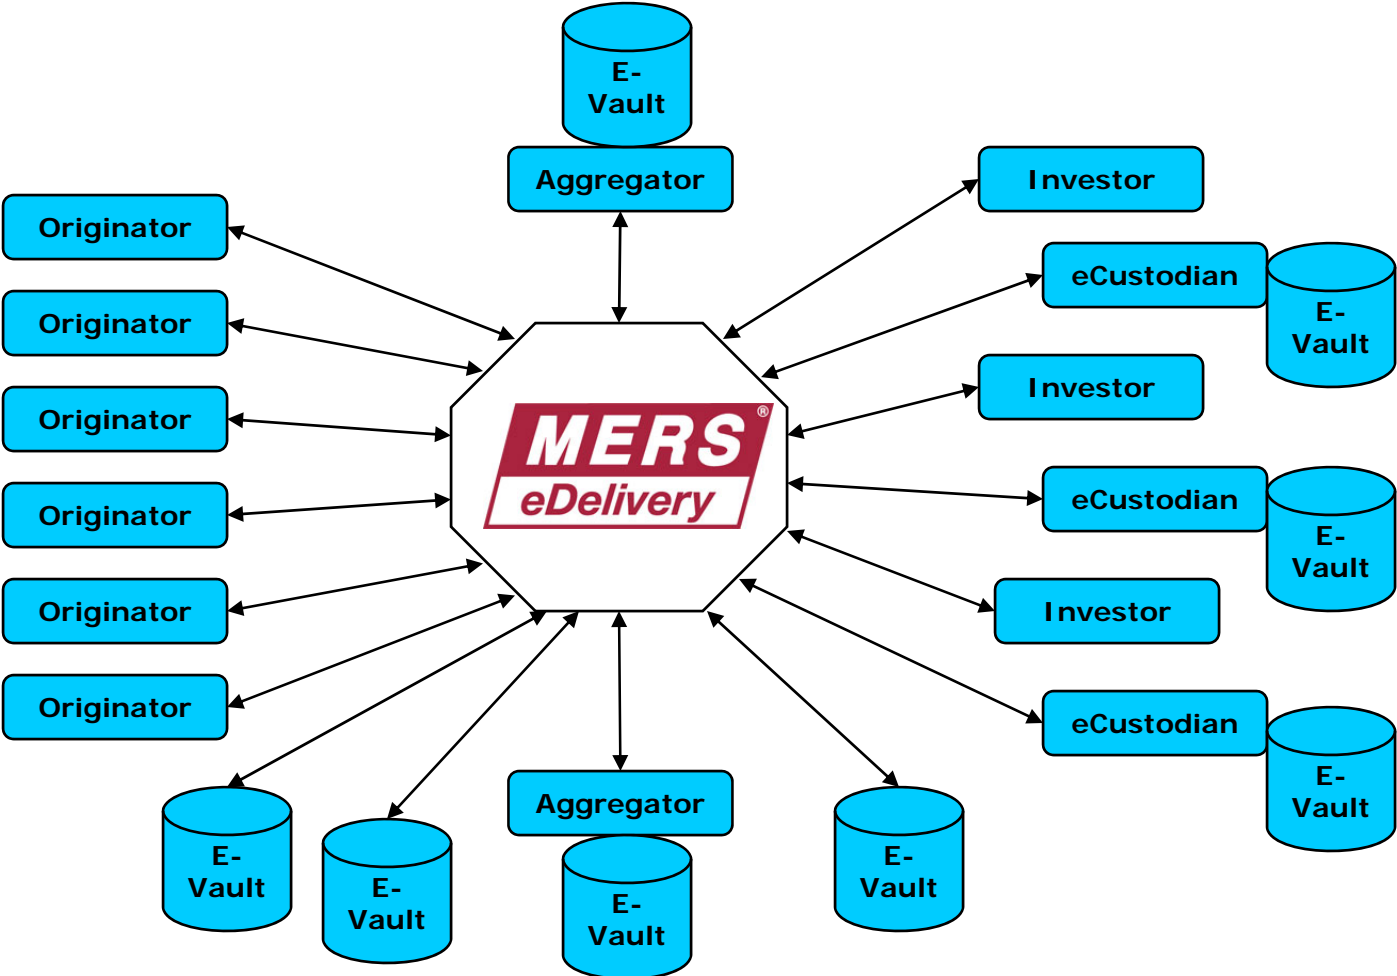 E-
Vault
Aggregator
Investor
Originator
eCustodian
E-
Vault
Originator
Investor
Originator
MERS®
eDelivery
eCustodian
E-
Vault
Originator
Originator
Investor
Originator
eCustodian
E-
Vault
Aggregator
E-
Vault
E-
Vault
E-
Vault
E-
Vault